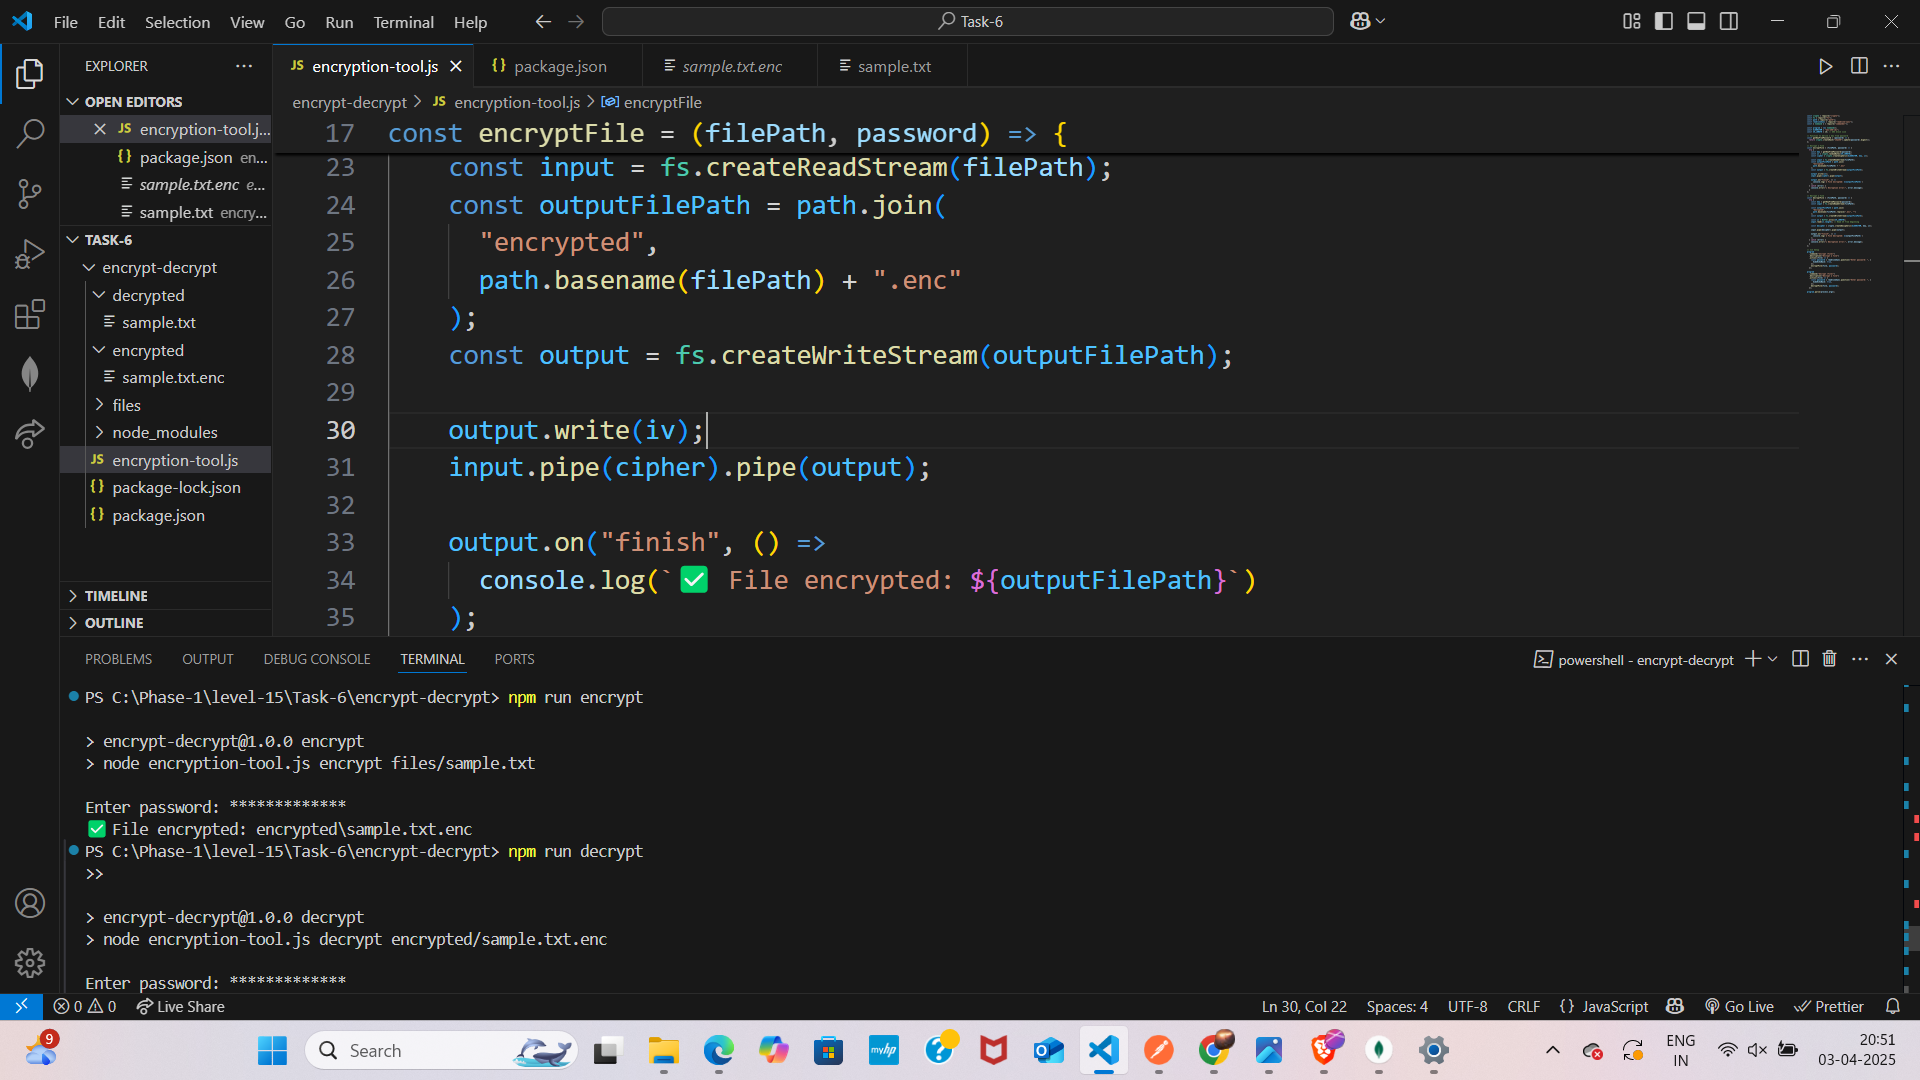 File Edit Selection View Go Run Terminal Help
Task-6
EXPLORER
OPEN EDITORS
JS encryption-tool.j...
{} package.json en...
sample.txt.enc e...
sample.txt encry...
TASK-6
encrypt-decrypt
decrypted
sample.txt
encrypted
sample.txt.enc
files
node_modules
JS encryption-tool.js
{} package-lock.json
{} package.json
TIMELINE
OUTLINE
JS encryption-tool.js
{} package.json
sample.txt.enc
sample.txt
encrypt-decrypt > JS encryption-tool.js > encryptFile
17 const encryptFile = (filePath, password) => {
23 const input = fs.createReadStream(filePath);
24 const outputFilePath = path.join(
25 "encrypted",
26 path.basename(filePath) + ".enc"
27 );
28 const output = fs.createWriteStream(outputFilePath);
29
30 output.write(iv);
31 input.pipe(cipher).pipe(output);
32
33 output.on("finish", () =>
34 console.log(`✅ File encrypted: ${outputFilePath}`)
35 );
PROBLEMS OUTPUT DEBUG CONSOLE TERMINAL PORTS
powershell - encrypt-decrypt
PS C:\Phase-1\level-15\Task-6\encrypt-decrypt> npm run encrypt
> encrypt-decrypt@1.0.0 encrypt
> node encryption-tool.js encrypt files/sample.txt
Enter password: *************
✅ File encrypted: encrypted\sample.txt.enc
PS C:\Phase-1\level-15\Task-6\encrypt-decrypt> npm run decrypt
>>
> encrypt-decrypt@1.0.0 decrypt
> node encryption-tool.js decrypt encrypted/sample.txt.enc
Enter password: *************
0 0 Live Share
Ln 30, Col 22 Spaces: 4 UTF-8 CRLF {} JavaScript Go Live Prettier
9
Search
myhp
ENG
IN
20:51
03-04-2025